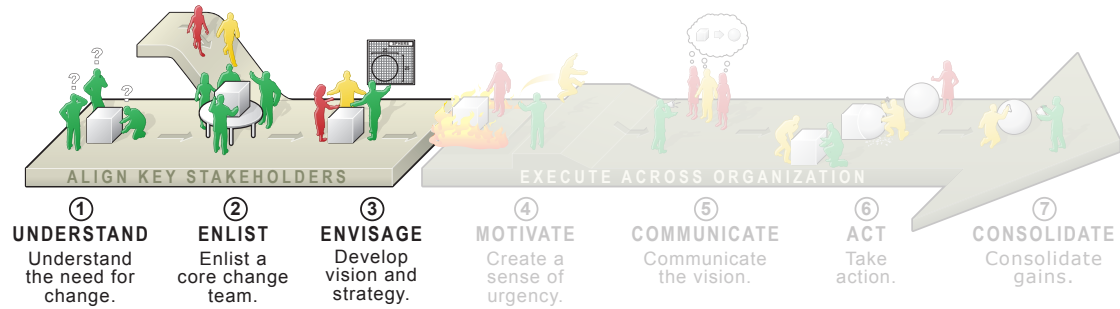 ? ? ?
ALIGN KEY STAKEHOLDERS
EXECUTE ACROSS ORGANIZATION
1 2 3 4 5 6 7
UNDERSTAND
Understand
the need for
change.
ENLIST
Enlist a
core change
team.
ENVISAGE
Develop
vision and
strategy.
MOTIVATE
Create a
sense of
urgency.
COMMUNICATE
Communicate
the vision.
ACT
Take
action.
CONSOLIDATE
Consolidate
gains.